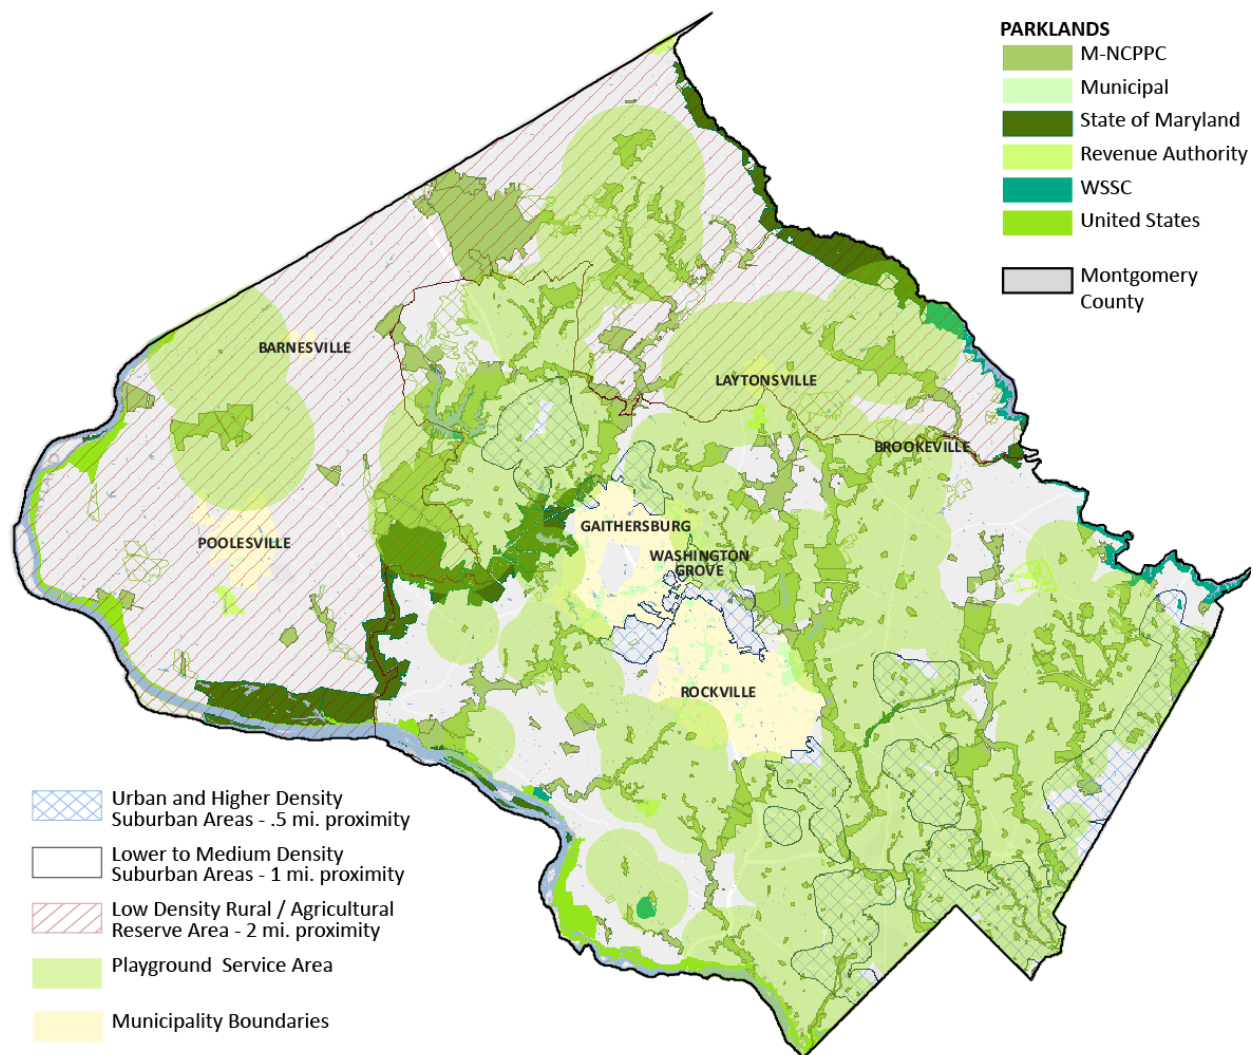 PARKLANDS
M-NCPPC
Municipal
State of Maryland
Revenue Authority
WSSC
United States
Montgomery
County
BARNESVILLE
LAYTONSVILLE
BROOKEVILLE
GAITHERSBURG
POOLESVILLE
WASHINGTON
GROVE
ROCKVILLE
Urban and Higher Density
Suburban Areas - .5 mi. proximity
Lower to Medium Density
Suburban Areas - 1 mi. proximity
Low Density Rural / Agricultural
Reserve Area - 2 mi. proximity
Playground Service Area
Municipality Boundaries